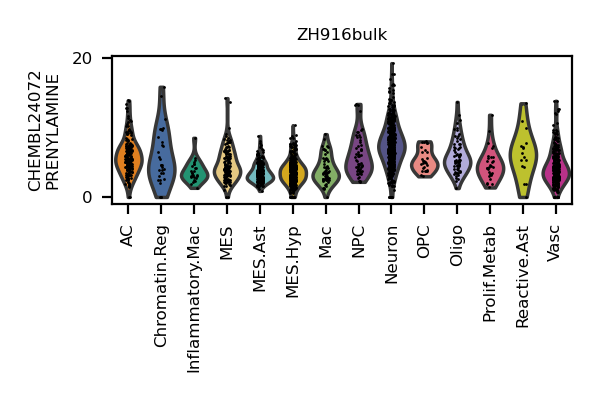 ZH916bulk
CHEMBL24072
PRENYLAMINE
20
0
AC
Chromatin.Reg
Inflammatory.Mac
MES
MES.Ast
MES.Hyp
Mac
NPC
Neuron
OPC
Oligo
Prolif.Metab
Reactive.Ast
Vasc